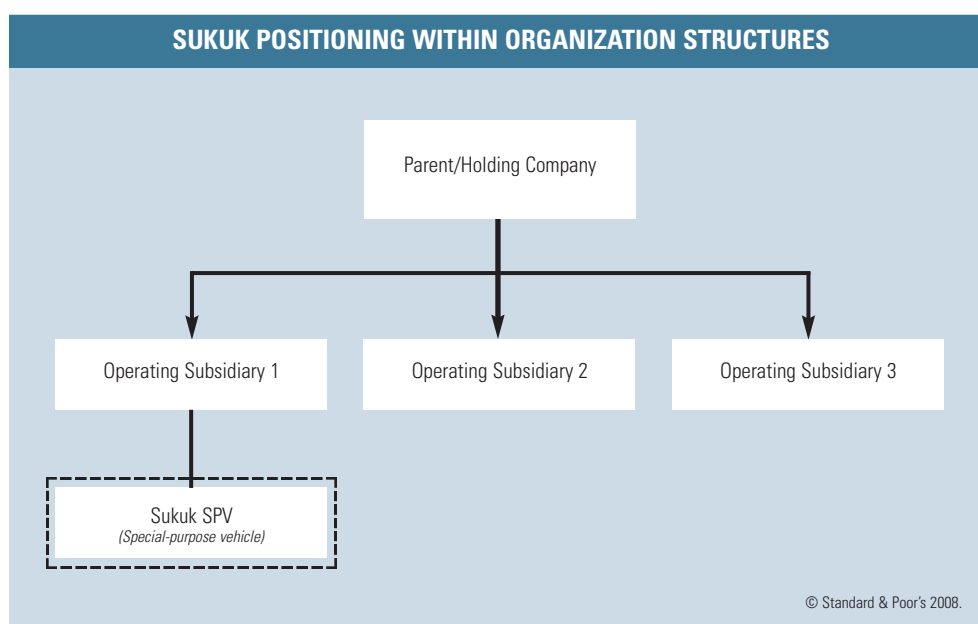 SUKUK POSITIONING WITHIN ORGANIZATION STRUCTURES
Parent/Holding Company
Operating Subsidiary 1
Operating Subsidiary 2
Operating Subsidiary 3
Sukuk SPV
(Special-purpose vehicle)
© Standard & Poor's 2008.